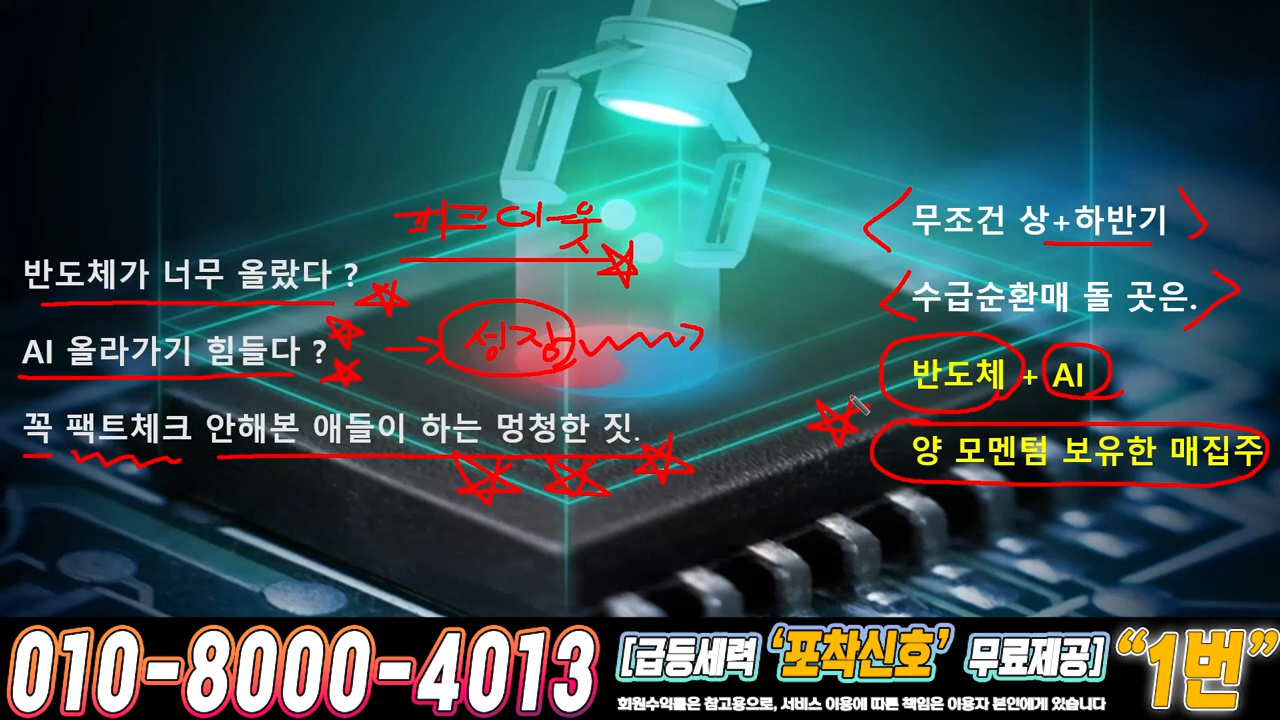 피크아웃
반도체가 너무 올랐다 ?
AI 올라가기 힘들다 ?
성장
꼭 팩트체크 안해본 애들이 하는 멍청한 짓.
무조건 상+하반기
수급순환매 돌 곳은.
반도체 + AI
양 모멘텀 보유한 매집주
010-8000-4013
[급등세력 ‘포착신호’ 무료제공] “1번”
회원수익률은 참고용으로, 서비스 이용에 따른 책임은 이용자 본인에게 있습니다